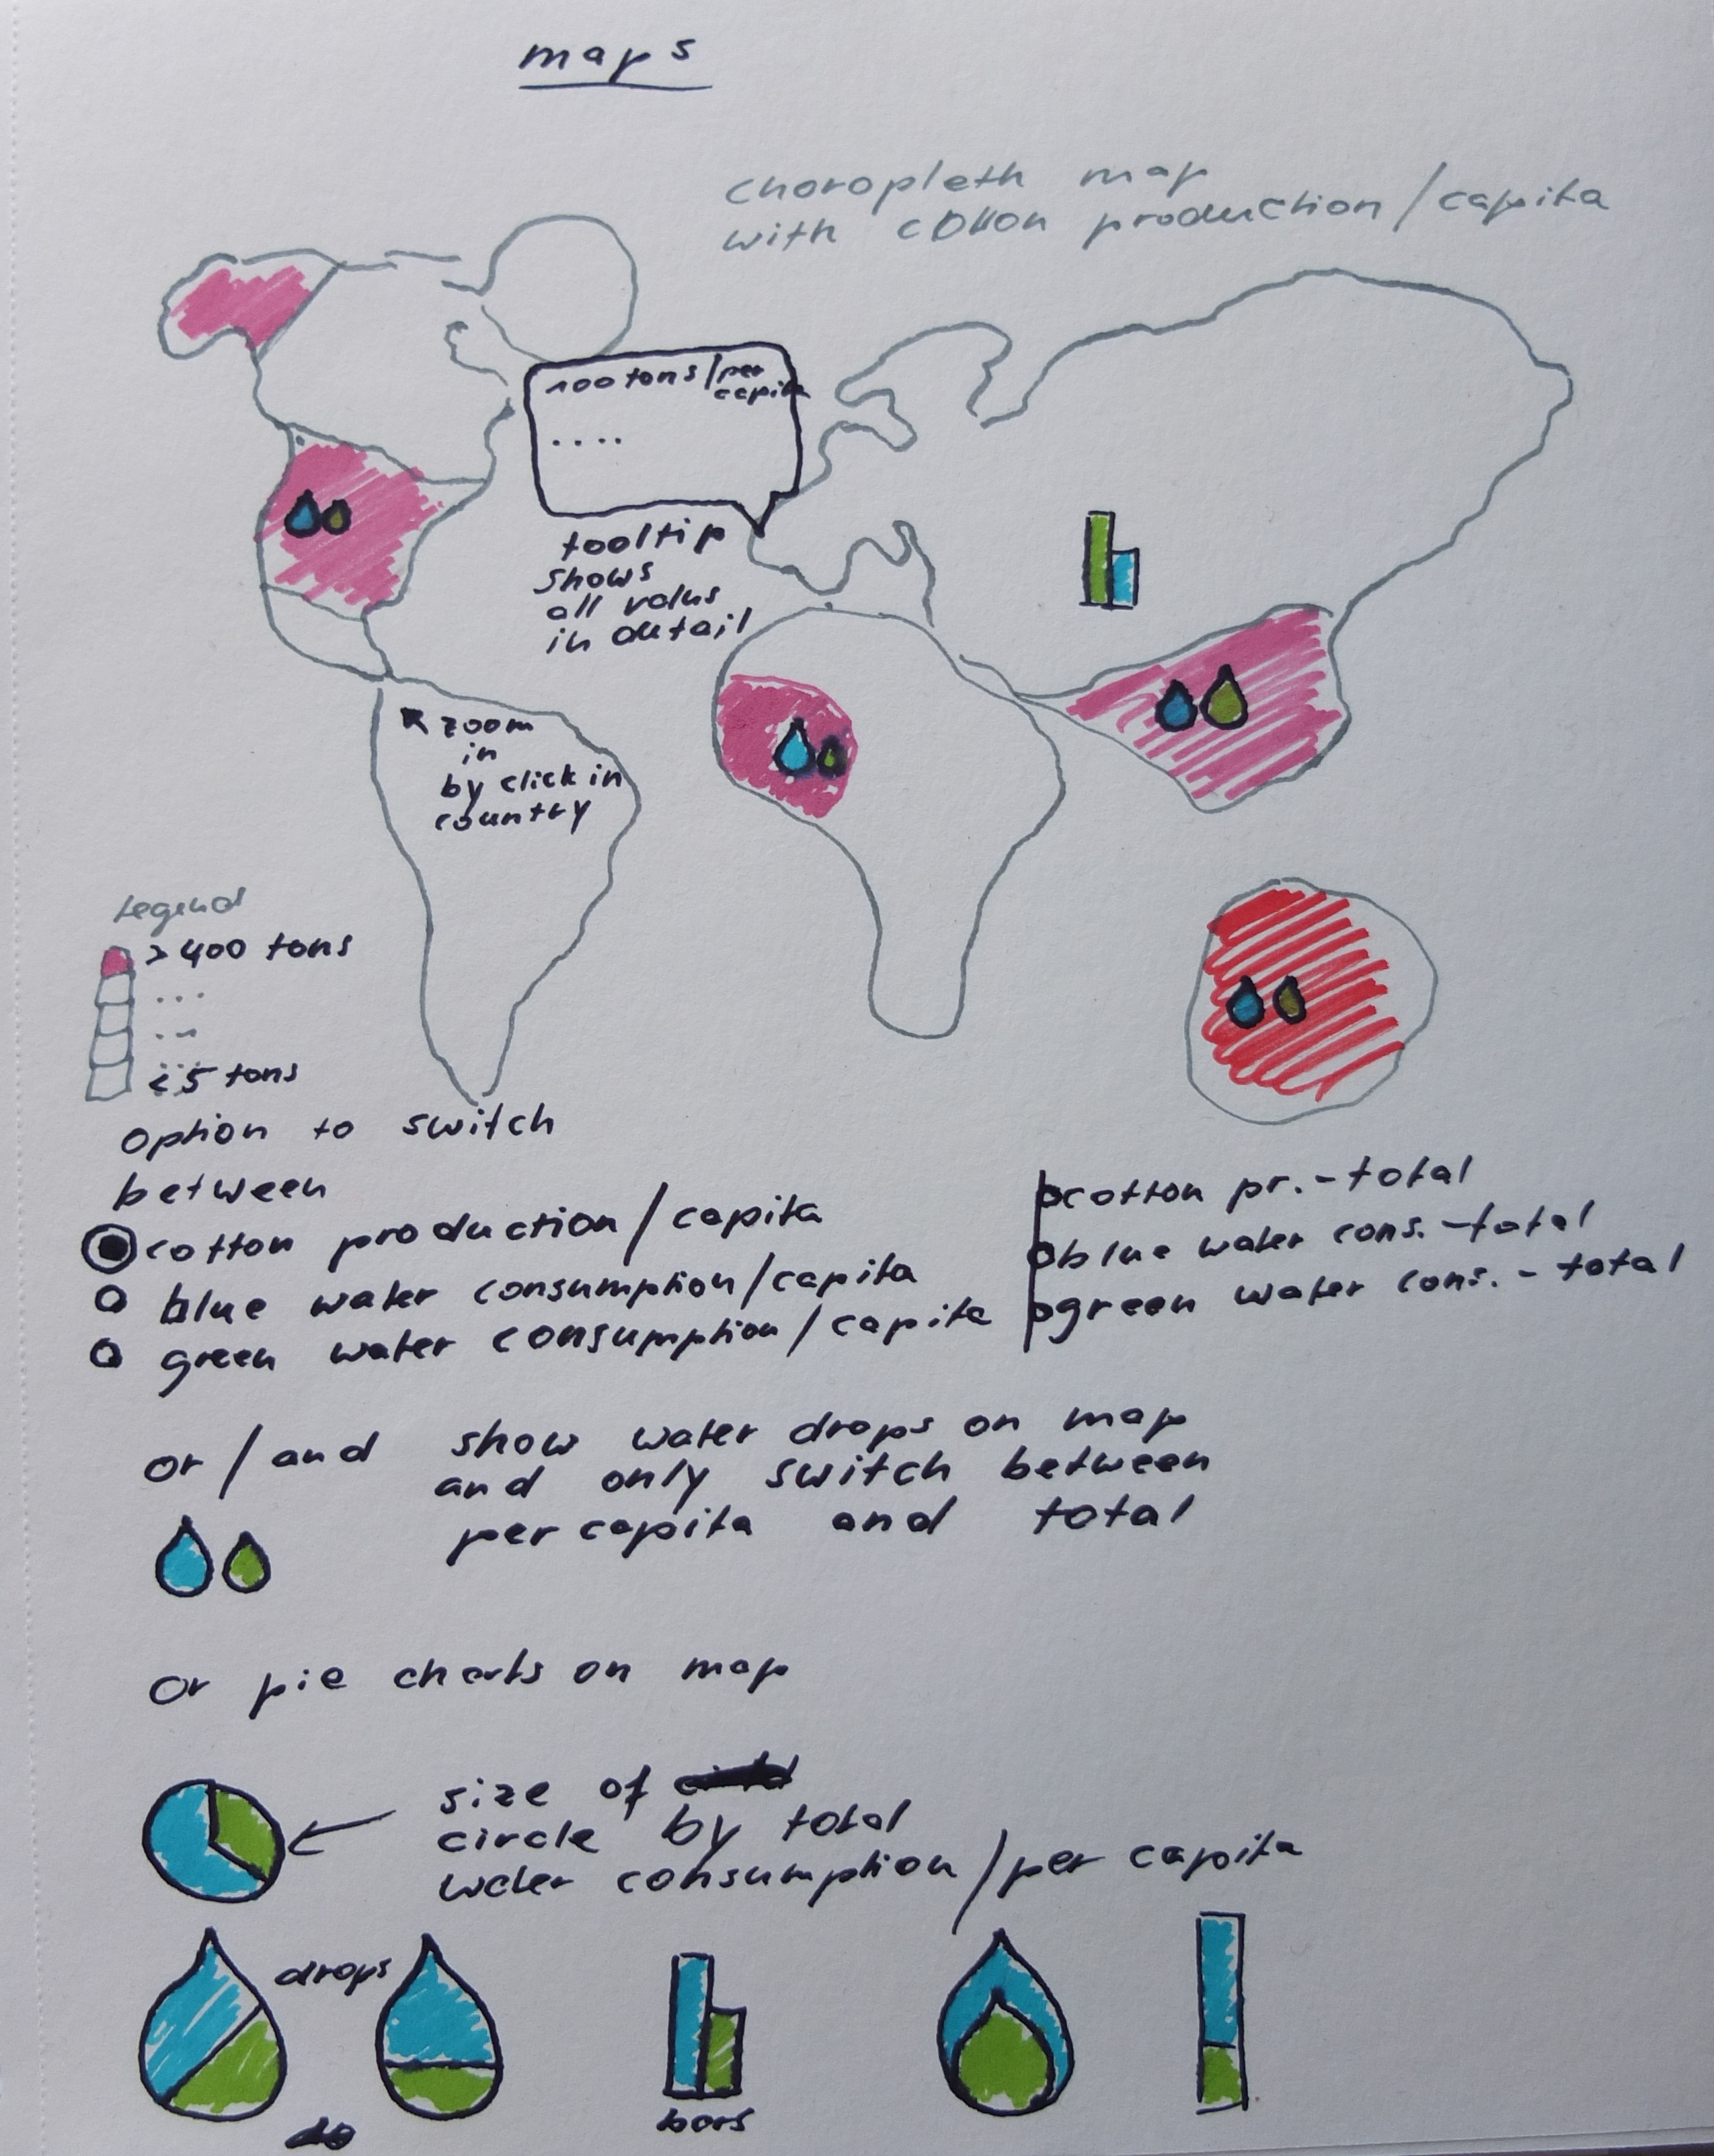 maps
choropleth map
with cotton production/capita
100 tons/per
capita
....
tooltip
shows
all valus
in detail
zoom
in
by click in
country
Legend
>400 tons
...
..
<5 tons
option to switch
between
cotton production/capita
blue water consumption/capita
green water consumption/capita
cotton pr.-total
blue water cons.-total
green water cons.-total
or/and show water drops on map
and only switch between
per capita and total
or pie charts on map
size of
circle by total
water consumption/per capita
drops
bars